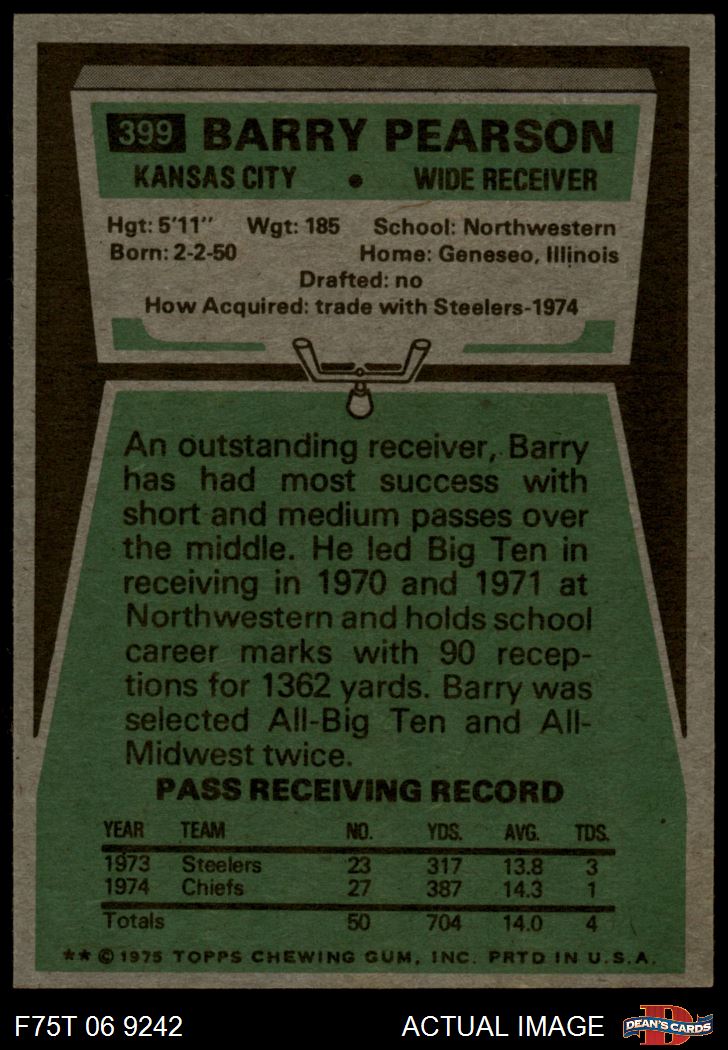 399 BARRY PEARSON
KANSAS CITY • WIDE RECEIVER
Hgt: 5'11" Wgt: 185 School: Northwestern
Born: 2-2-50 Home: Geneseo, Illinois
Drafted: no
How Acquired: trade with Steelers-1974
An outstanding receiver, Barry
has had most success with
short and medium passes over
the middle. He led Big Ten in
receiving in 1970 and 1971 at
Northwestern and holds school
career marks with 90 recep-
tions for 1362 yards. Barry was
selected All-Big Ten and All-
Midwest twice.
PASS RECEIVING RECORD
YEAR TEAM NO. YDS. AVG. TDS.
1973 Steelers 23 317 13.8 3
1974 Chiefs 27 387 14.3 1
Totals 50 704 14.0 4
** © 1975 TOPPS CHEWING GUM, INC. PRTD IN U.S.A.
F75T 06 9242 ACTUAL IMAGE D DEAN'S CARDS